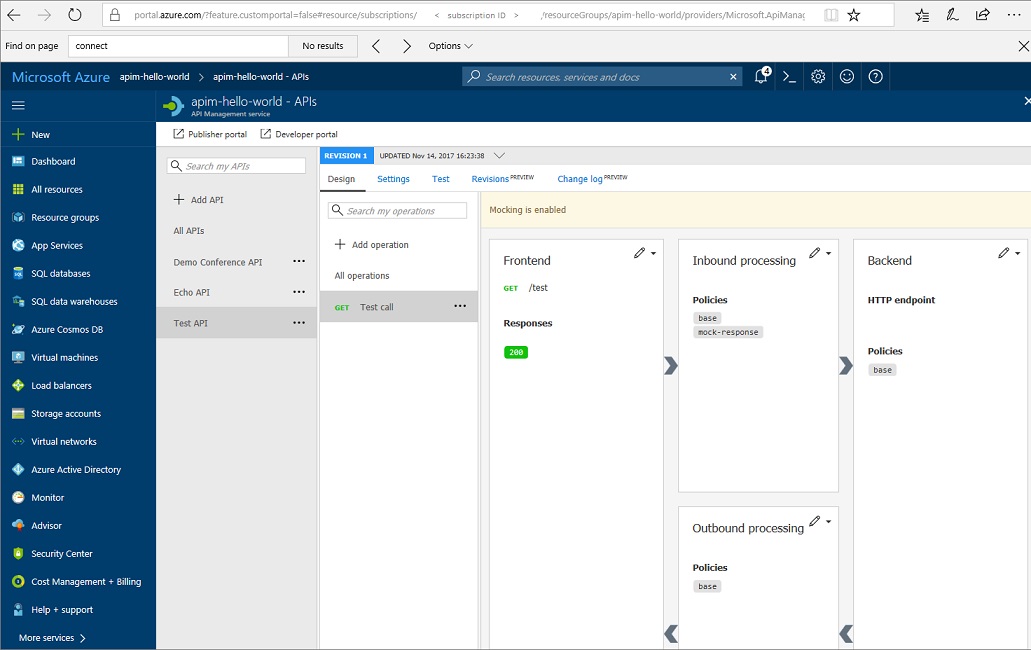 portal.azure.com/?feature.customportal=false#resource/subscriptions/ < subscription ID > /resourceGroups/apim-hello-world/providers/Microsoft.ApiManag
Find on page connect No results Options
Microsoft Azure apim-hello-world > apim-hello-world - APIs Search resources, services and docs 4
apim-hello-world - APIs
API Management service
New
Dashboard
All resources
Resource groups
App Services
SQL databases
SQL data warehouses
Azure Cosmos DB
Virtual machines
Load balancers
Storage accounts
Virtual networks
Azure Active Directory
Monitor
Advisor
Security Center
Cost Management + Billing
Help + support
More services
Publisher portal Developer portal
Search my APIs
Add API
All APIs
Demo Conference API
Echo API
Test API
REVISION 1 UPDATED Nov 14, 2017 16:23:38
Design Settings Test Revisions PREVIEW Change log PREVIEW
Search my operations
Add operation
All operations
GET Test call
Mocking is enabled
Frontend
GET /test
Responses
200
Inbound processing
Policies
base
mock-response
Outbound processing
Policies
base
Backend
HTTP endpoint
Policies
base